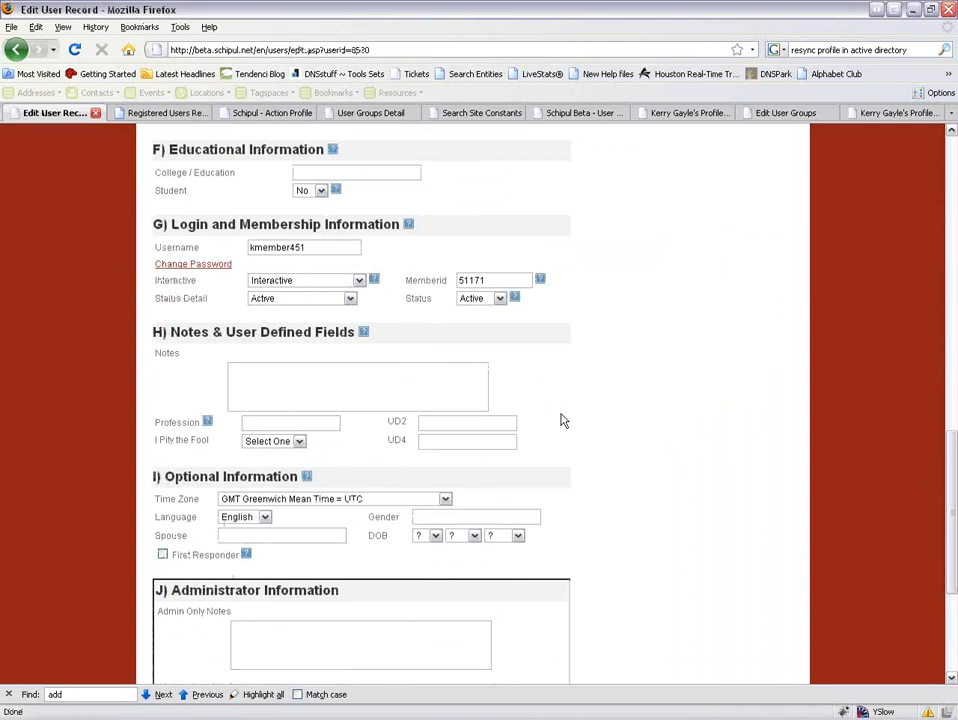 Edit User Record - Mozilla Firefox
File Edit View History Bookmarks Tools Help
http://beta.schipul.net/en/users/edit.asp?userid=8530
resync profile in active directory
Most Visited Getting Started Latest Headlines Tendenci Blog DNSstuff ~ Tools Sets Tickets Search Entities LiveStats® New Help files Houston Real-Time Tr... DNSPark Alphabet Club »
Addresses Contacts Events Locations Tagspaces Bookmarks Resources Options
Edit User Rec... Registered Users Re... Schipul - Action Profile User Groups Detail Search Site Constants Schipul Beta - User ... Kerry Gayle's Profile... Edit User Groups Kerry Gayle's Profile...
F) Educational Information ?
College / Education
Student No ?
G) Login and Membership Information ?
Username kmember451
Change Password
Interactive Interactive ? Memberid 51171 ?
Status Detail Active Status Active ?
H) Notes & User Defined Fields ?
Notes
Profession ? UD2
I Pity the Fool Select One UD4
I) Optional Information ?
Time Zone GMT Greenwich Mean Time = UTC
Language English Gender
Spouse DOB ? ? ?
First Responder ?
J) Administrator Information
Admin Only Notes
Find: add Next Previous Highlight all Match case
Done YSlow